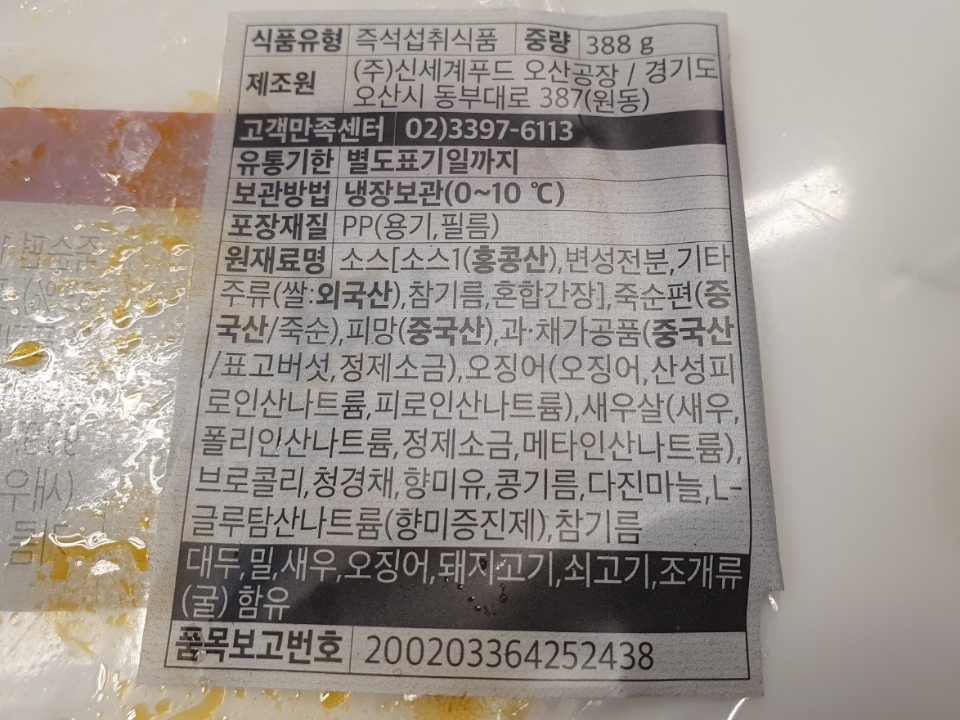 식품유형 즉석섭취식품 중량 388 g
제조원 (주)신세계푸드 오산공장 / 경기도
오산시 동부대로 387(원동)
고객만족센터 02)3397-6113
유통기한 별도표기일까지
보관방법 냉장보관(0~10 ℃)
포장재질 PP(용기,필름)
원재료명 소스[소스1(홍콩산),변성전분,기타
주류(쌀:외국산),참기름,혼합간장],죽순편(중
국산/죽순),피망(중국산),과·채가공품(중국산
/표고버섯,정제소금),오징어(오징어,산성피
로인산나트륨,피로인산나트륨),새우살(새우,
폴리인산나트륨,정제소금,메타인산나트륨),
브로콜리,청경채,향미유,콩기름,다진마늘,L-
글루탐산나트륨(향미증진제),참기름
대두,밀,새우,오징어,돼지고기,쇠고기,조개류
(굴) 함유
품목보고번호 200203364252438